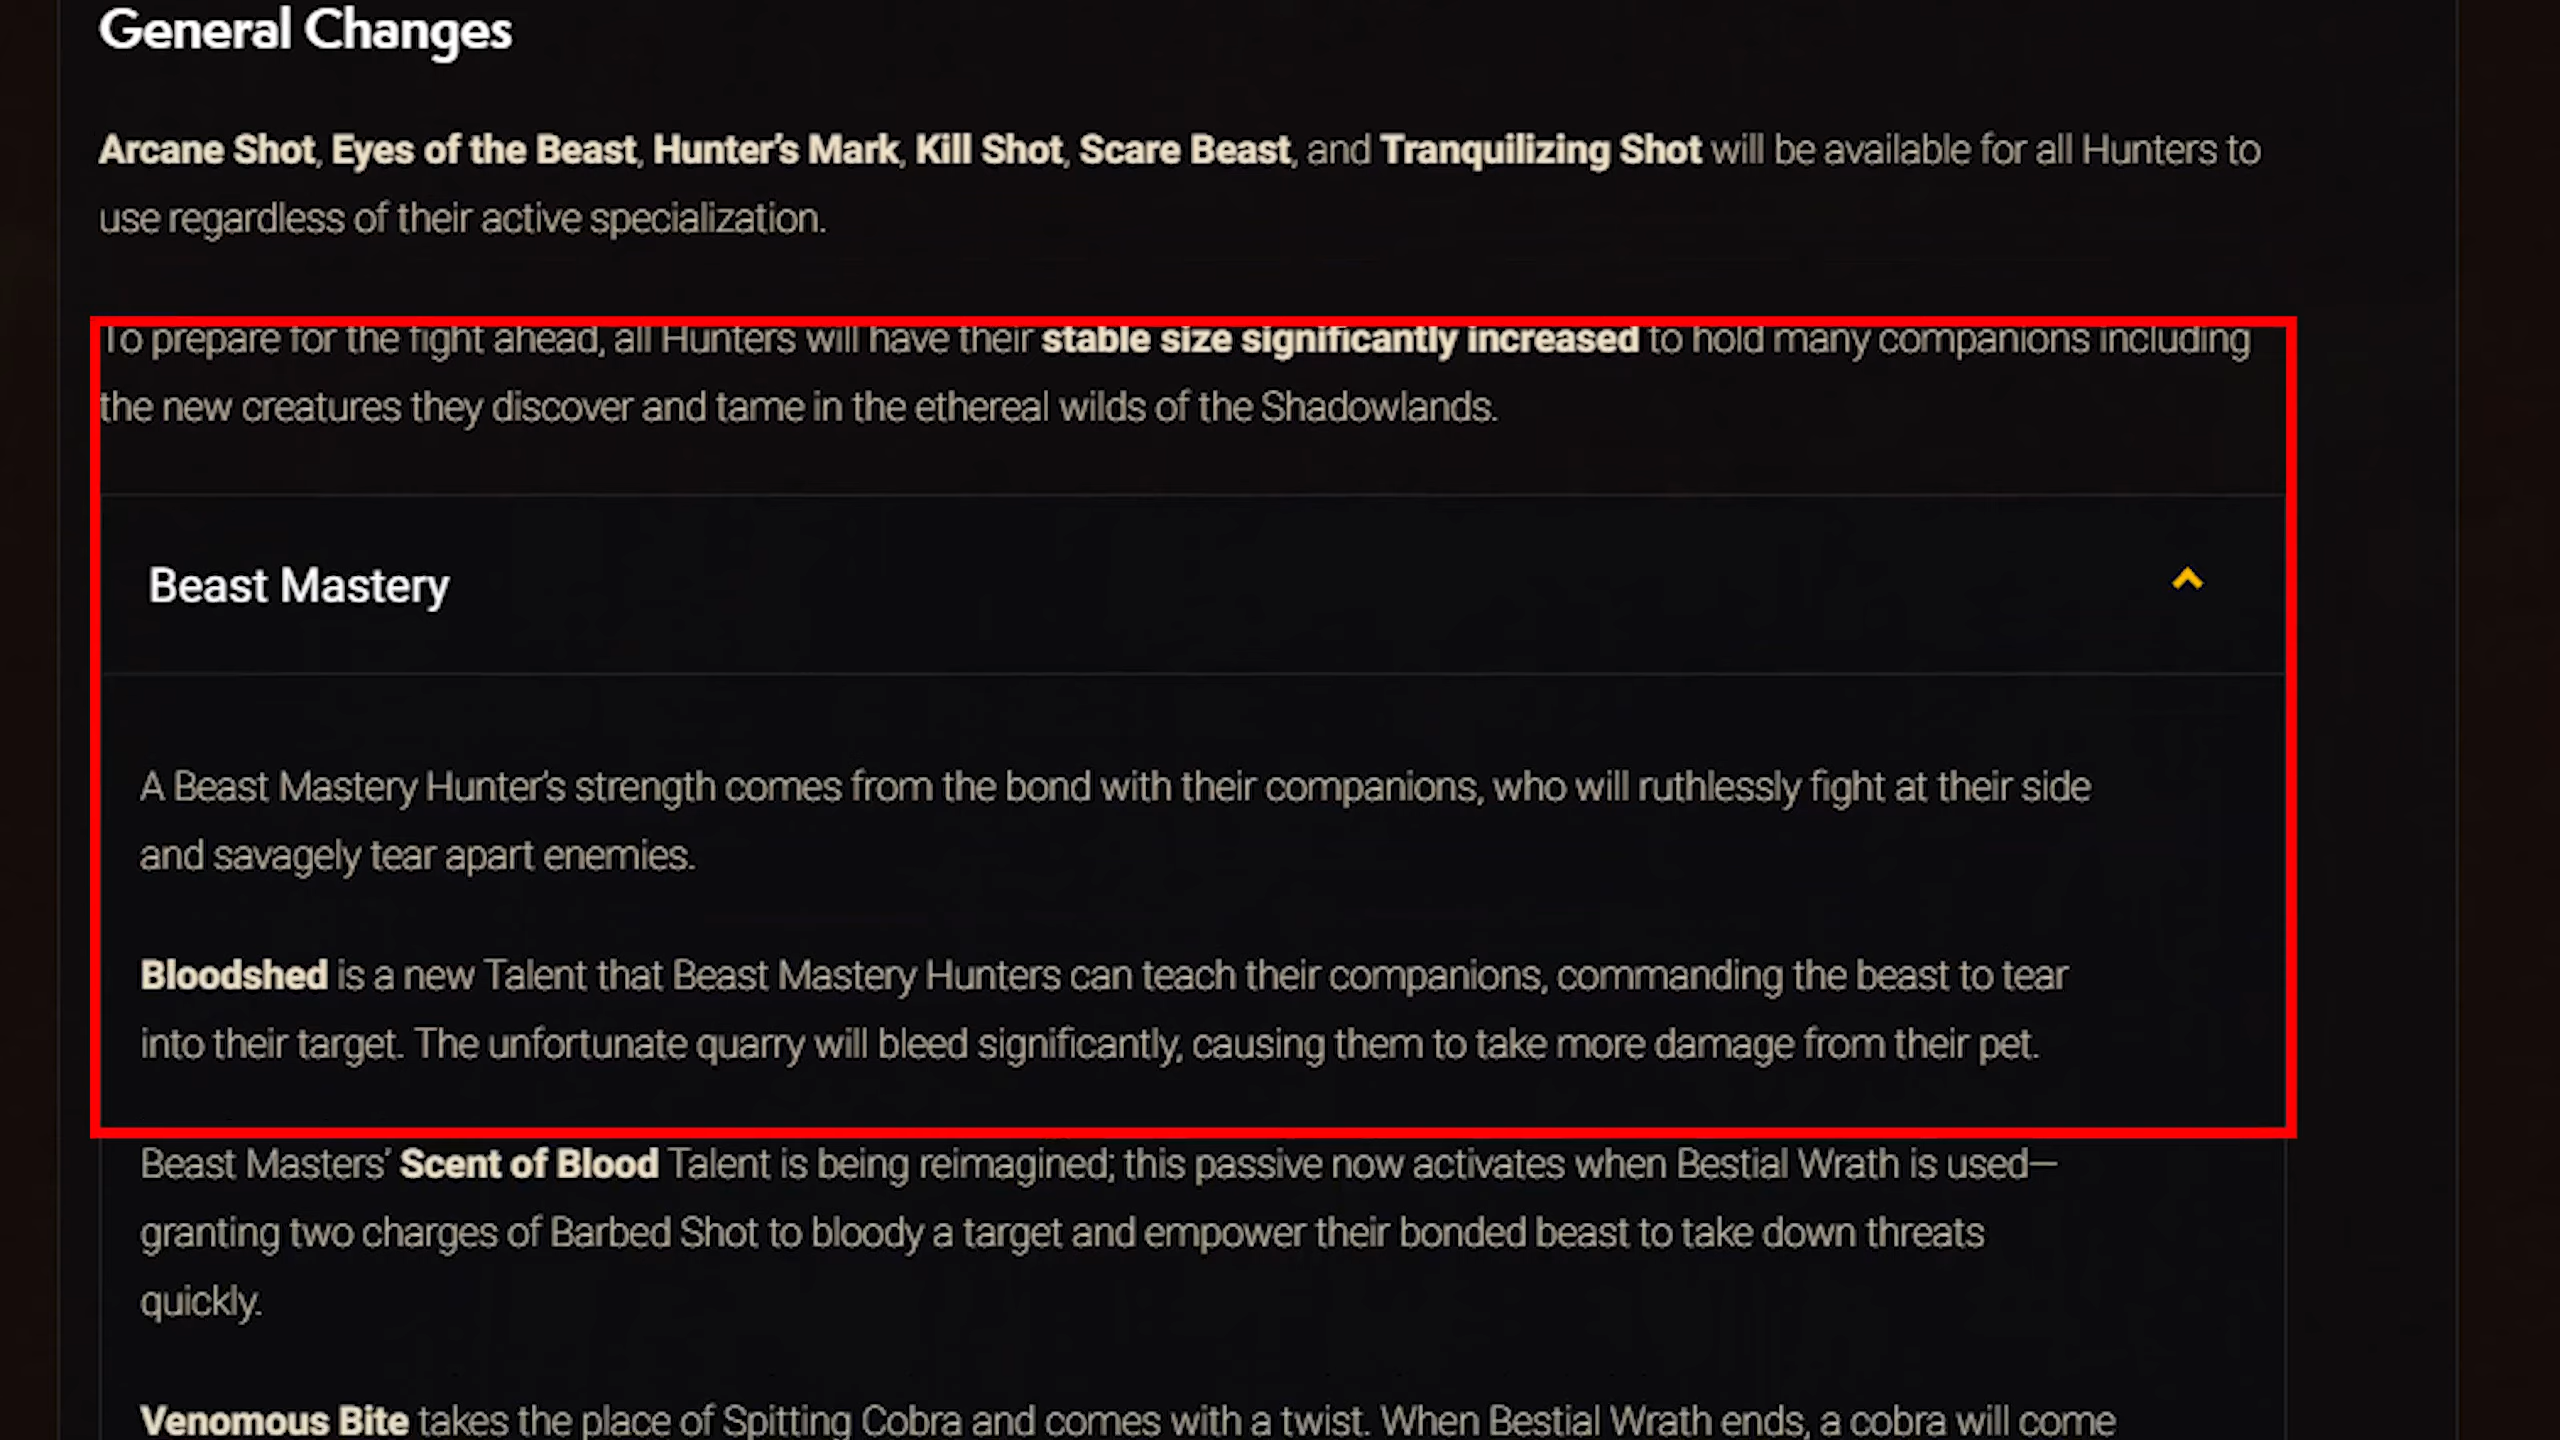 General Changes
Arcane Shot, Eyes of the Beast, Hunter's Mark, Kill Shot, Scare Beast, and Tranquilizing Shot will be available for all Hunters to
use regardless of their active specialization.
To prepare for the fight ahead, all Hunters will have their stable size significantly increased to hold many companions including
the new creatures they discover and tame in the ethereal wilds of the Shadowlands.
Beast Mastery
A Beast Mastery Hunter's strength comes from the bond with their companions, who will ruthlessly fight at their side
and savagely tear apart enemies.
Bloodshed is a new Talent that Beast Mastery Hunters can teach their companions, commanding the beast to tear
into their target. The unfortunate quarry will bleed significantly, causing them to take more damage from their pet.
Beast Masters' Scent of Blood Talent is being reimagined; this passive now activates when Bestial Wrath is used—
granting two charges of Barbed Shot to bloody a target and empower their bonded beast to take down threats
quickly.
Venomous Bite takes the place of Spitting Cobra and comes with a twist. When Bestial Wrath ends, a cobra will come